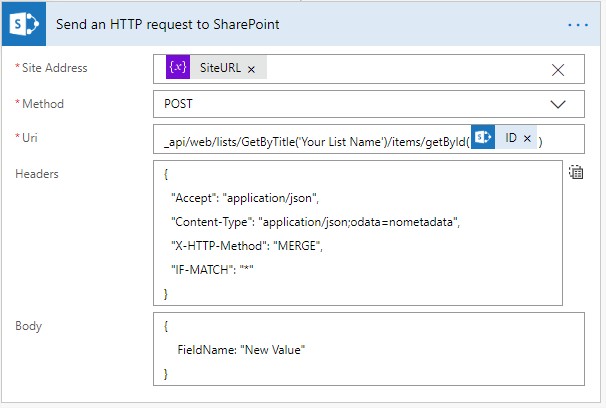 Send an HTTP request to SharePoint
* Site Address
{x} SiteURL ×
* Method
POST
* Uri
_api/web/lists/GetByTitle('Your List Name')/items/getById( ID × )
Headers
{
"Accept": "application/json",
"Content-Type": "application/json;odata=nometadata",
"X-HTTP-Method": "MERGE",
"IF-MATCH": "*"
}
Body
{
FieldName: "New Value"
}